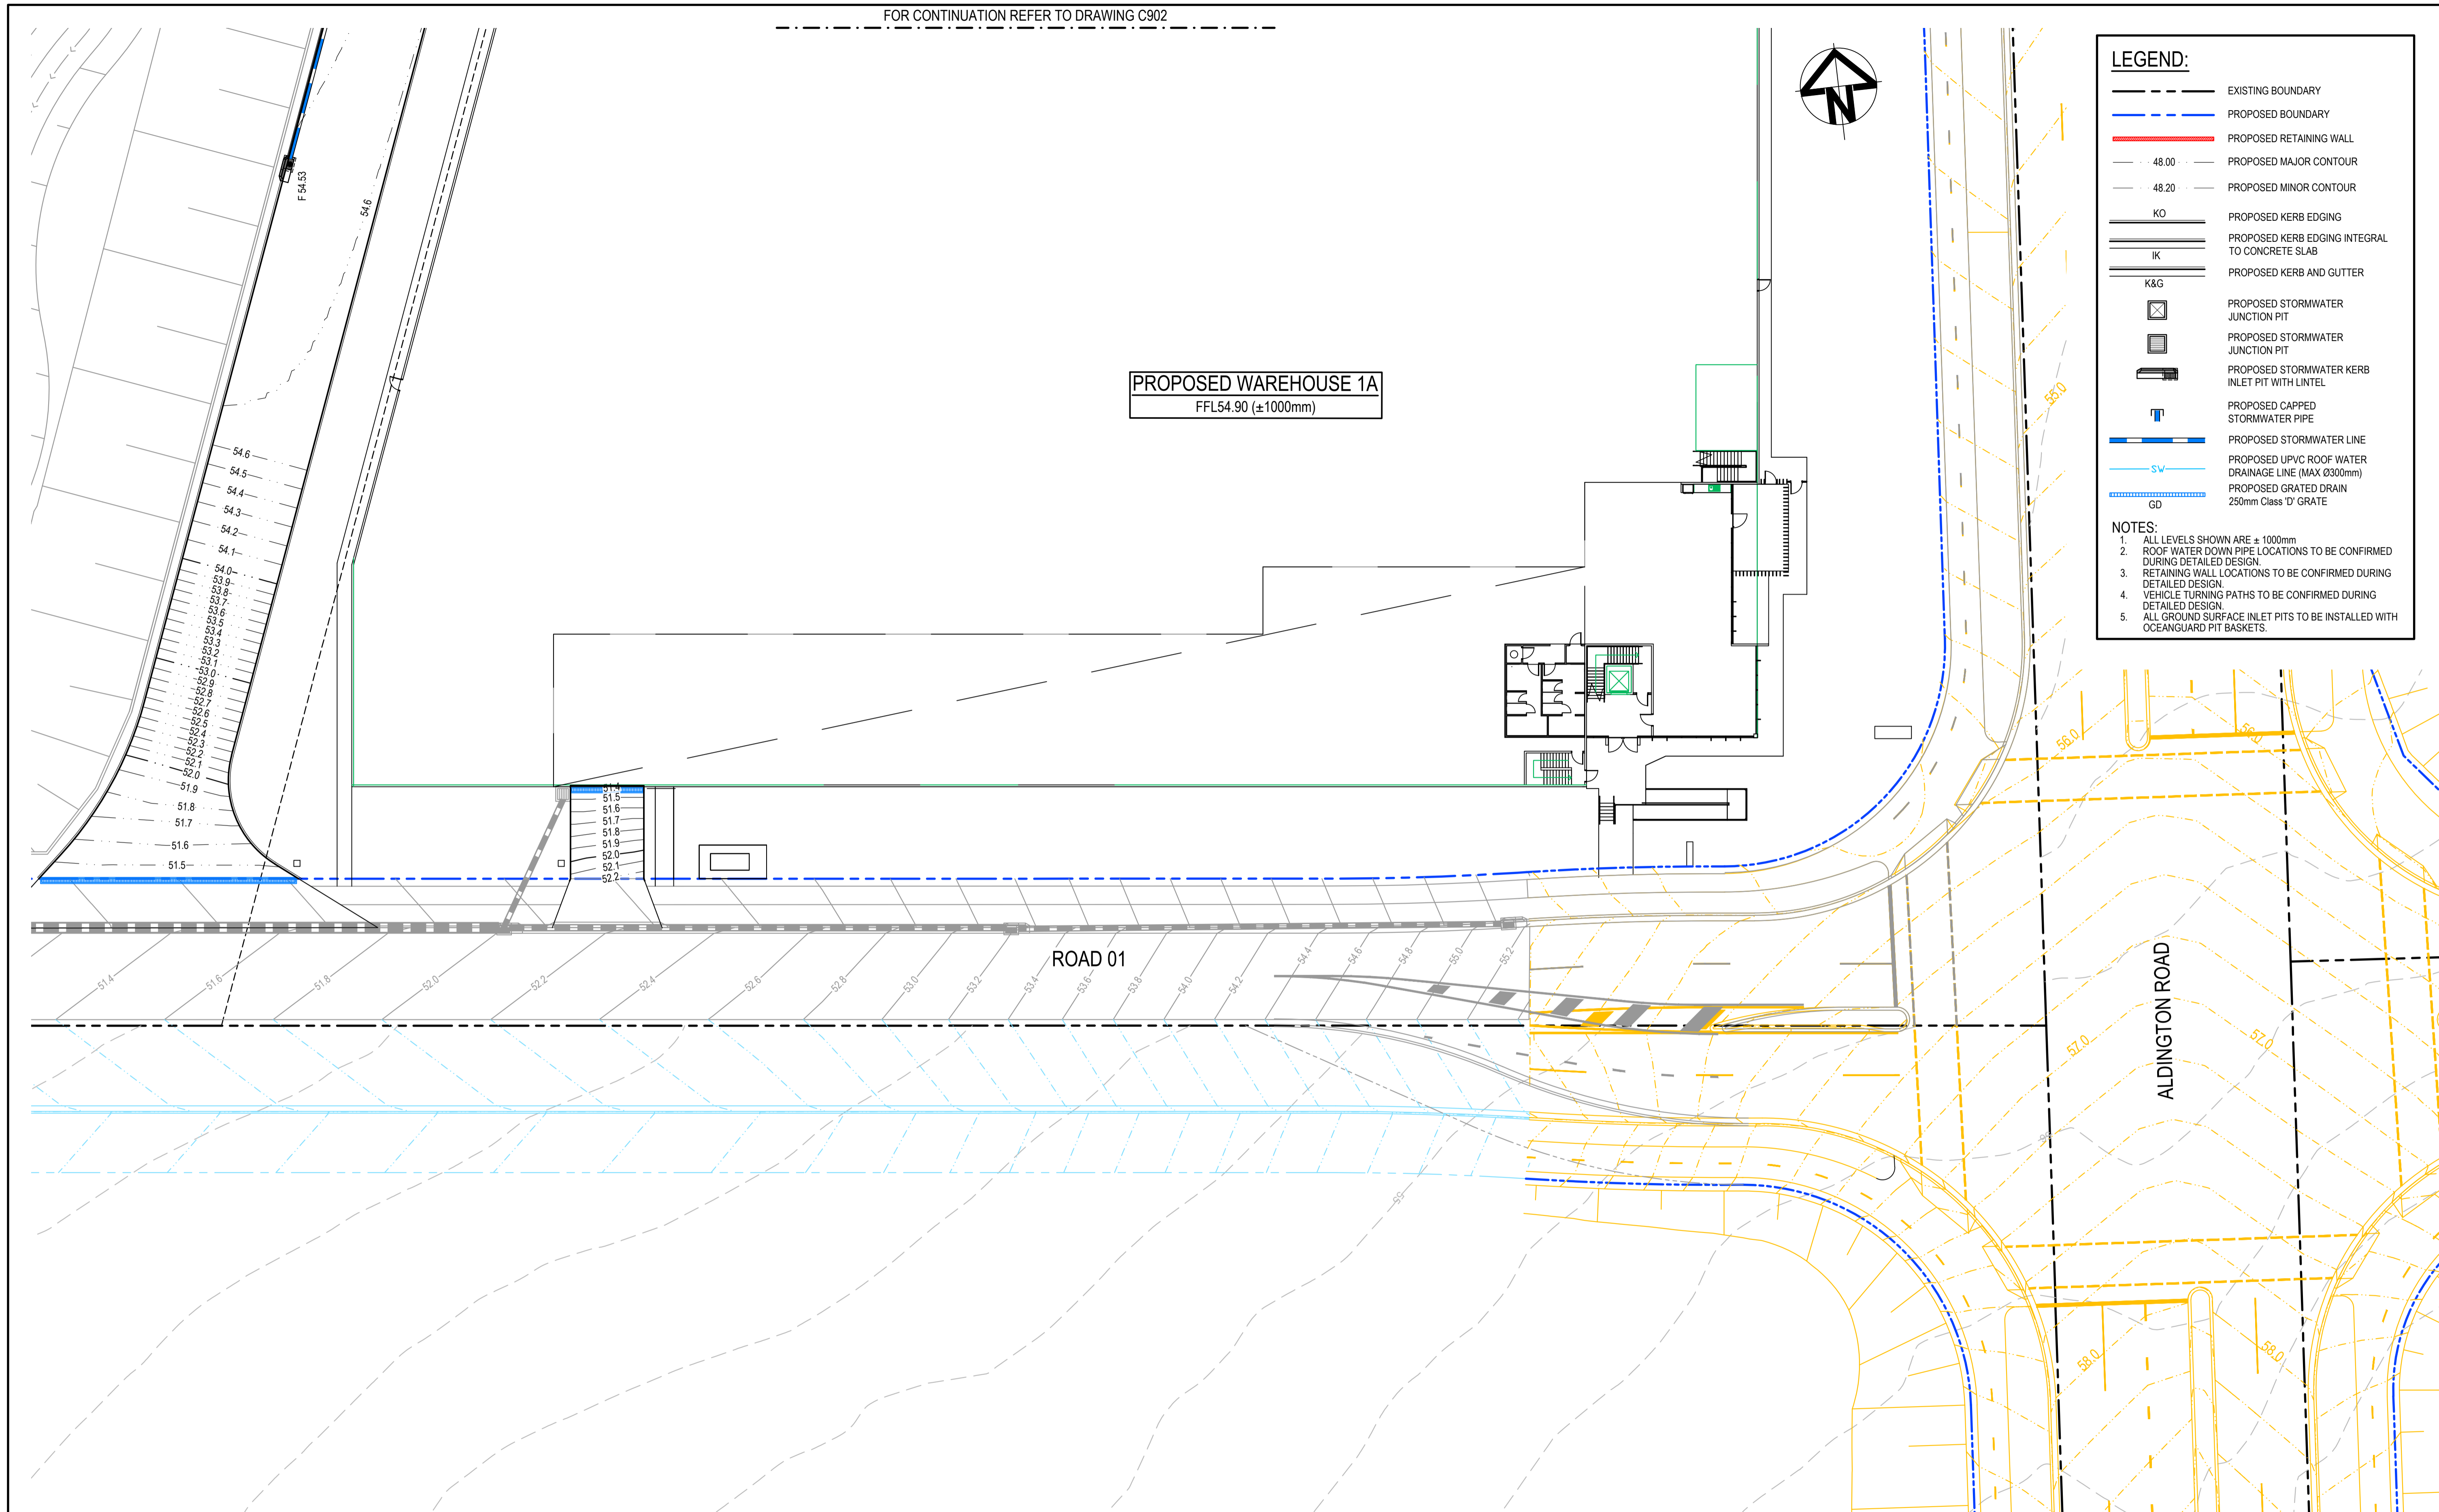 FOR CONTINUATION REFER TO DRAWING C902
N
LEGEND:
EXISTING BOUNDARY
PROPOSED BOUNDARY
PROPOSED RETAINING WALL
48.00 PROPOSED MAJOR CONTOUR
48.20 PROPOSED MINOR CONTOUR
KO PROPOSED KERB EDGING
PROPOSED KERB EDGING INTEGRAL
TO CONCRETE SLAB
IK
PROPOSED KERB AND GUTTER
K&G
PROPOSED STORMWATER
JUNCTION PIT
PROPOSED STORMWATER
JUNCTION PIT
PROPOSED STORMWATER KERB
INLET PIT WITH LINTEL
PROPOSED CAPPED
STORMWATER PIPE
PROPOSED STORMWATER LINE
PROPOSED UPVC ROOF WATER
SW DRAINAGE LINE (MAX Ø300mm)
PROPOSED GRATED DRAIN
GD 250mm Class 'D' GRATE
NOTES:
1. ALL LEVELS SHOWN ARE ± 1000mm
2. ROOF WATER DOWN PIPE LOCATIONS TO BE CONFIRMED
DURING DETAILED DESIGN.
3. RETAINING WALL LOCATIONS TO BE CONFIRMED DURING
DETAILED DESIGN.
4. VEHICLE TURNING PATHS TO BE CONFIRMED DURING
DETAILED DESIGN.
5. ALL GROUND SURFACE INLET PITS TO BE INSTALLED WITH
OCEANGUARD PIT BASKETS.
F 54.53
54.6
PROPOSED WAREHOUSE 1A
FFL54.90 (±1000mm)
54.6
54.5
54.4
54.3
54.2
54.1
54.0
53.9
53.8
53.7
53.6
53.5
53.4
53.3
53.2
53.1
53.0
52.9
52.8
52.7
52.6
52.5
52.4
52.3
52.2
52.1
52.0
51.9
51.8
51.7
51.6
51.5
51.4
51.5
51.6
51.7
51.8
51.9
52.0
52.1
52.2
55.0
56.0
56.0
ROAD 01
51.4
51.6
51.8
52.0
52.2
52.4
52.6
52.8
53.0
53.2
53.4
53.6
53.8
54.0
54.2
54.4
54.6
54.8
55.0
55.2
ALDINGTON ROAD
57.0
57.0
55
58.0
58.0